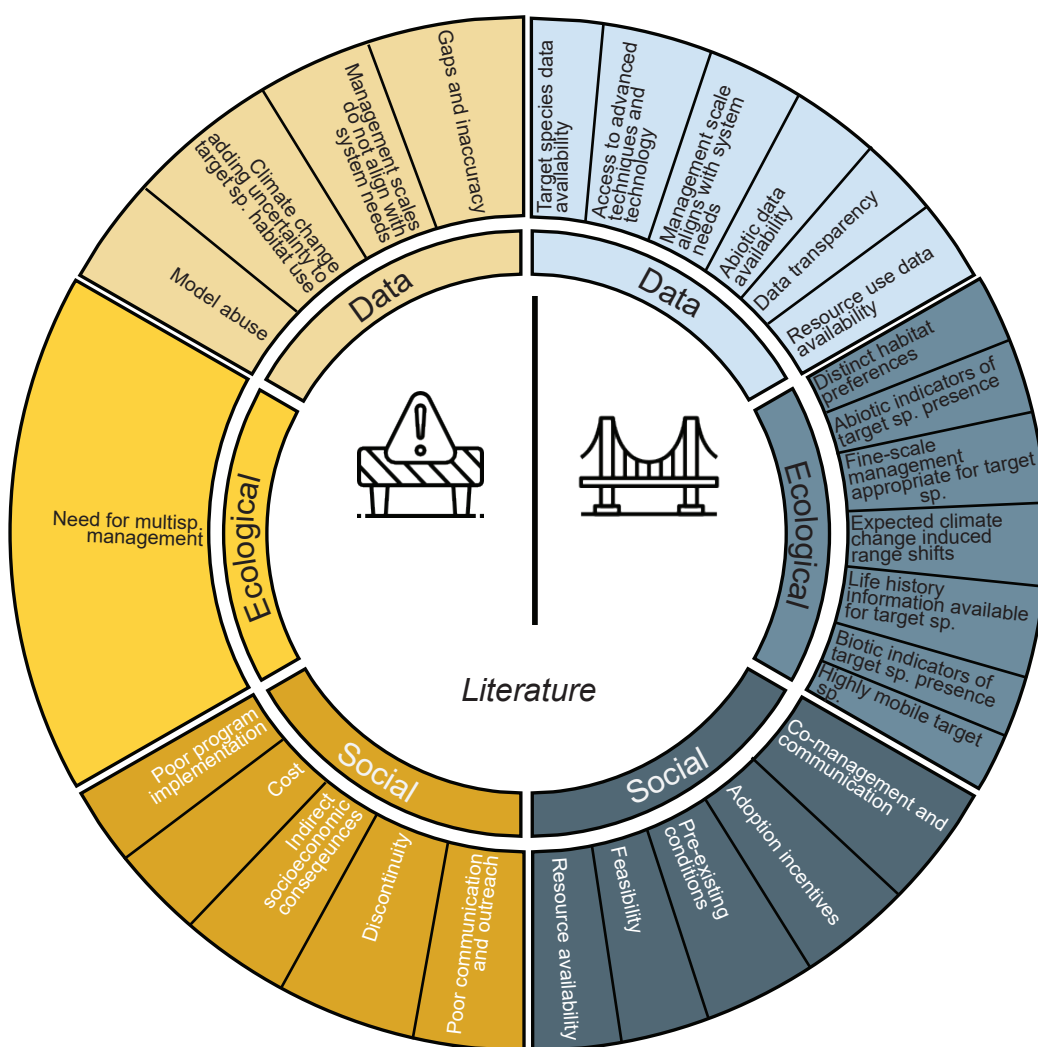 Gaps and inaccuracy
Management scales
do not align with
system needs
Climate change
adding uncertainty to
target sp. habitat use
Model abuse
Data
Target species data
availability
Access to advanced
techniques and
technology
Management scale
aligns with system
needs
Abiotic data
availability
Data transparency
Resource use data
availability
Data
Need for multisp.
management
Ecological
Distinct habitat
preferences
Abiotic indicators of
target sp. presence
Fine-scale
management
appropriate for target
sp.
Expected climate
change induced
range shifts
Life history
information available
for target sp.
Biotic indicators of
target sp. presence
Highly mobile target
sp.
Ecological
Literature
Poor program
implementation
Cost
Indirect
socioeconomic
conseqeunces
Discontinuity
Poor communication
and outreach
Social
Co-management and
communication
Adoption incentives
Pre-existing
conditions
Feasibility
Resource availability
Social